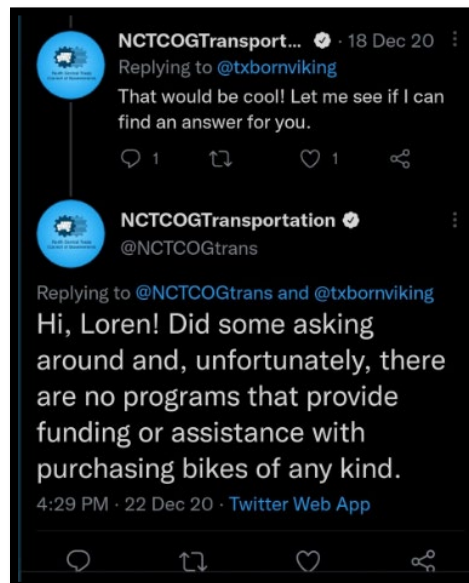 NCTCOGTransport... · 18 Dec 20
Replying to @txbornviking
That would be cool! Let me see if I can
find an answer for you.
1 1
NCTCOGTransportation
@NCTCOGtrans
Replying to @NCTCOGtrans and @txbornviking
Hi, Loren! Did some asking
around and, unfortunately, there
are no programs that provide
funding or assistance with
purchasing bikes of any kind.
4:29 PM · 22 Dec 20 · Twitter Web App